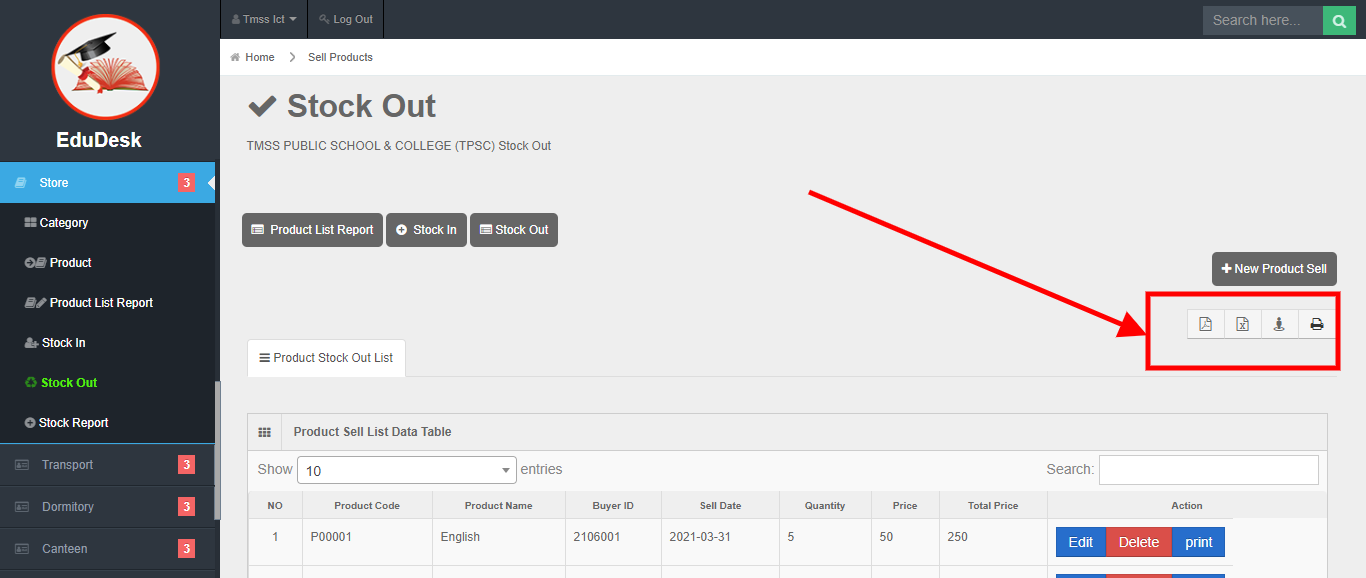 Tmss Ict
Log Out
Search here...
EduDesk
Home
Sell Products
Stock Out
TMSS PUBLIC SCHOOL & COLLEGE (TPSC) Stock Out
Store 3
Category
Product
Product List Report
Stock In
Stock Out
Stock Report
Transport 3
Dormitory 3
Canteen 3
Product List Report
Stock In
Stock Out
New Product Sell
Product Stock Out List
Product Sell List Data Table
Show 10 entries
Search:
NO Product Code Product Name Buyer ID Sell Date Quantity Price Total Price Action
1 P00001 English 2106001 2021-03-31 5 50 250 Edit Delete print